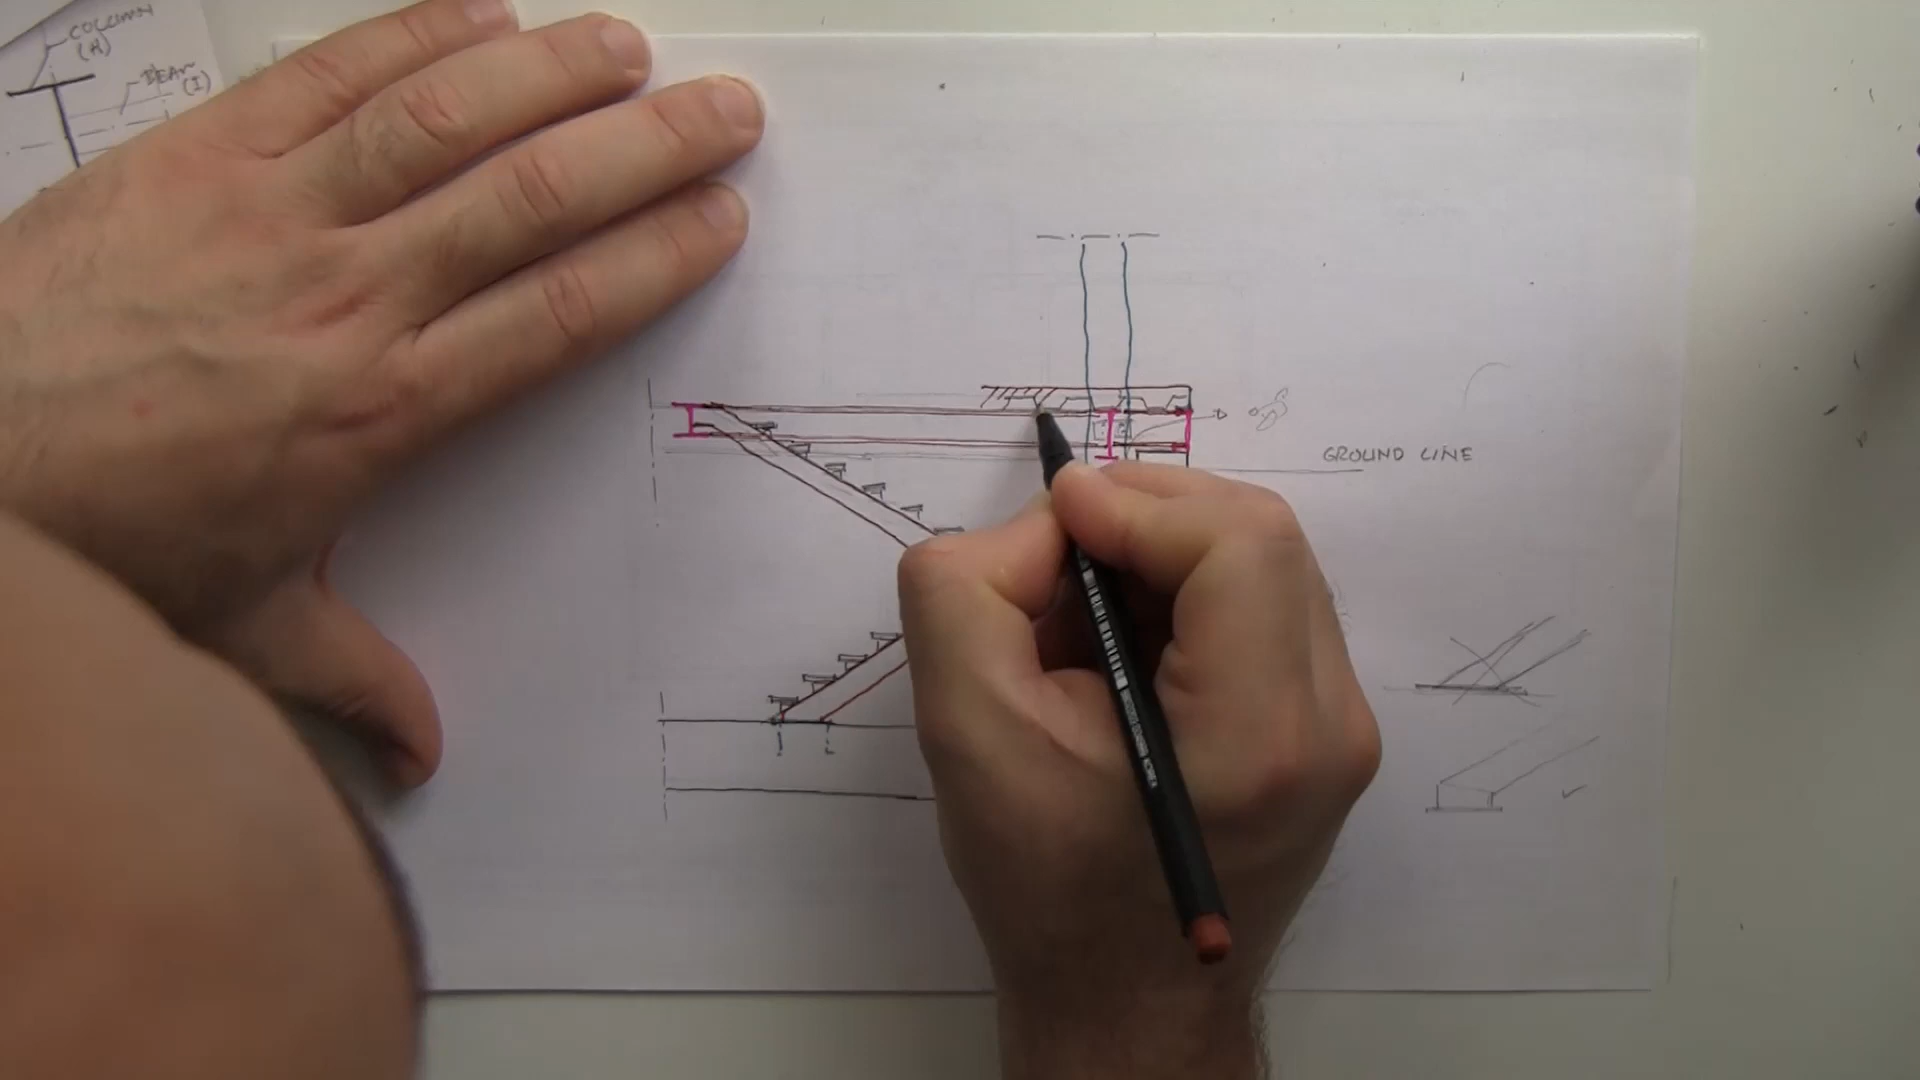 COLUMN
(H)
BEAM
(I)
GROUND LINE